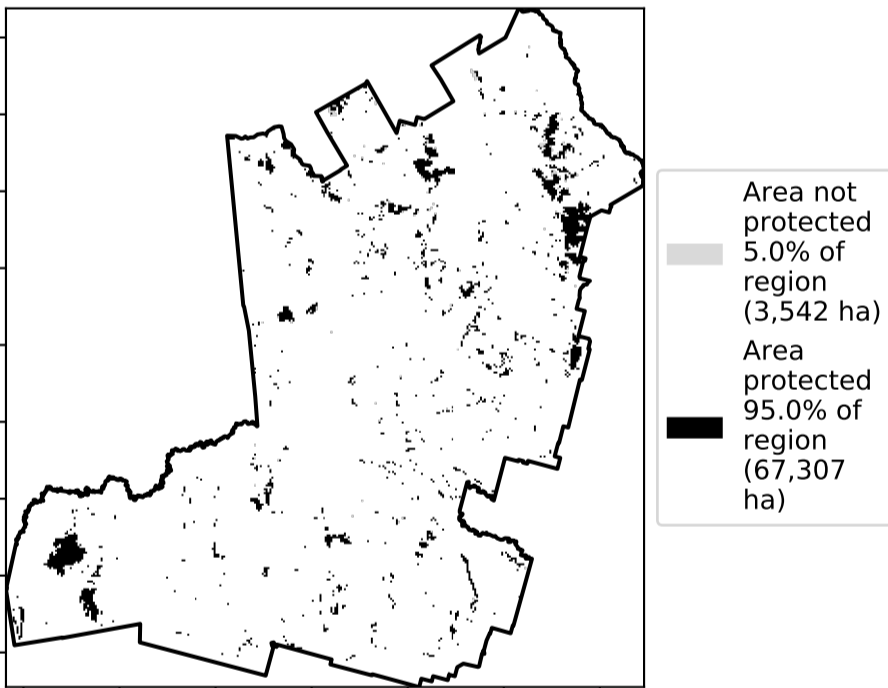 Area not
protected
5.0% of
region
(3,542 ha)
Area
protected
95.0% of
region
(67,307
ha)